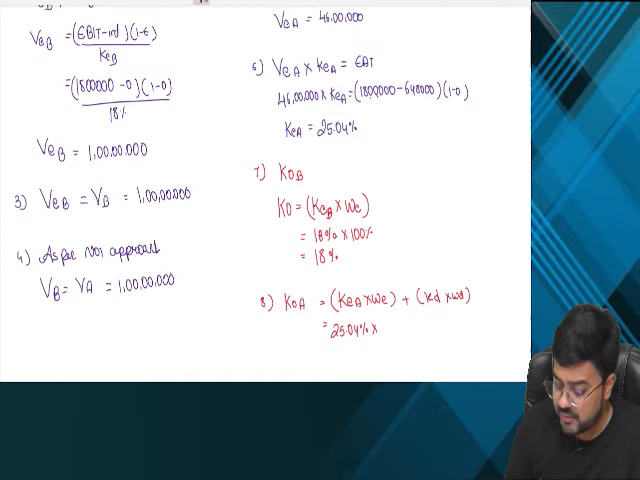 VeB = (EBIT-int)(1-t)
KeB
= (1800000 - 0)(1-0)
18%
VeB = 1,00,00,000
3) VeB = VB = 1,00,00,000
4) As per NOI approach
VB = VA = 1,00,00,000
VeA = 46,00,000
6) VeA x KeA = EAT
46,00,000 x KeA = (1800000 - 648000)(1-0)
KeA = 25.04%
7) KOB
KO = (KeB x We)
= 18% x 100%
= 18%
8) KOA = (KeA x We) + (Kd x Wd)
= 25.04% x